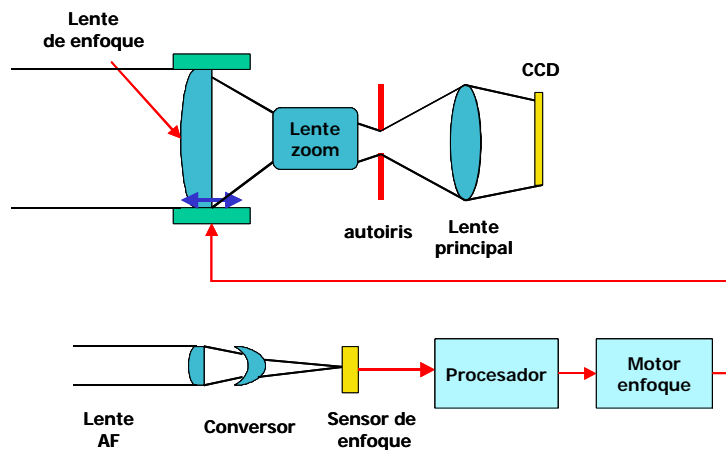 Lente
de enfoque
CCD
Lente
zoom
autoiris
Lente
principal
Procesador
Motor
enfoque
Lente
AF
Conversor
Sensor de
enfoque